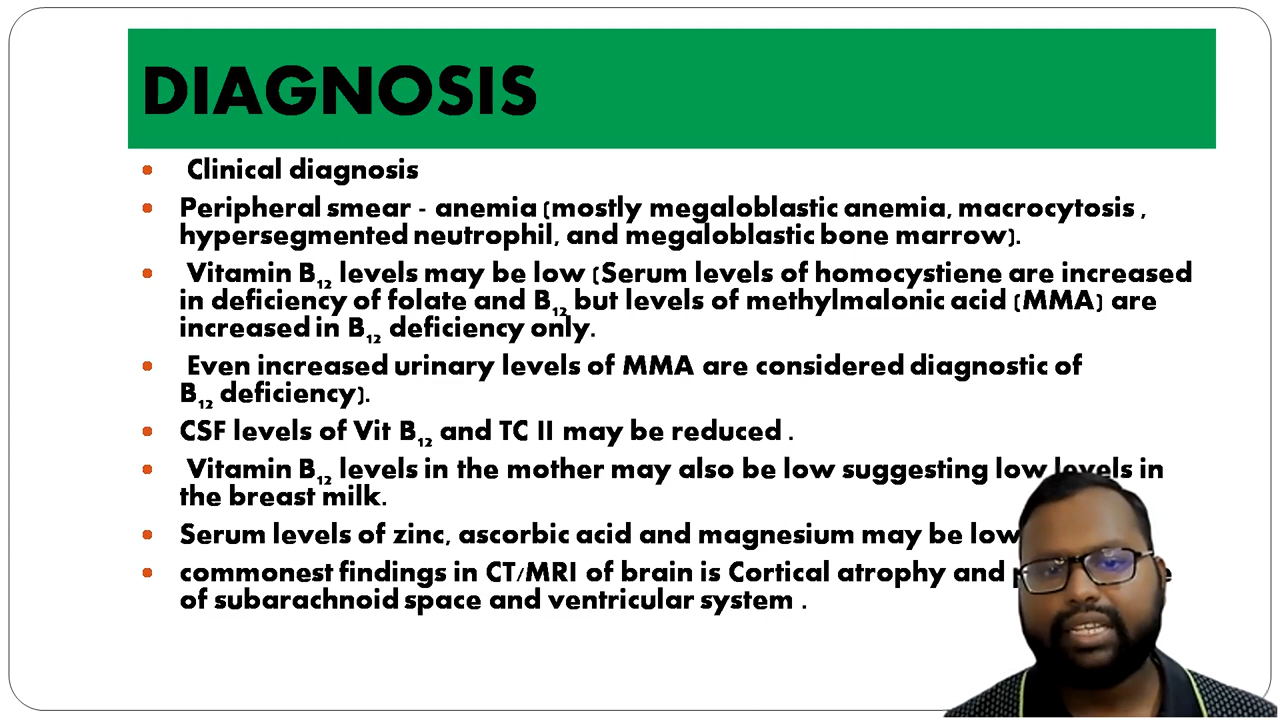 DIAGNOSIS
Clinical diagnosis
Peripheral smear - anemia (mostly megaloblastic anemia, macrocytosis ,
hypersegmented neutrophil, and megaloblastic bone marrow).
Vitamin B12 levels may be low (Serum levels of homocystiene are increased
in deficiency of folate and B12 but levels of methylmalonic acid (MMA) are
increased in B12 deficiency only.
Even increased urinary levels of MMA are considered diagnostic of
B12 deficiency).
CSF levels of Vit B12 and TC II may be reduced .
Vitamin B12 levels in the mother may also be low suggesting low levels in
the breast milk.
Serum levels of zinc, ascorbic acid and magnesium may be low
commonest findings in CT/MRI of brain is Cortical atrophy and
of subarachnoid space and ventricular system .